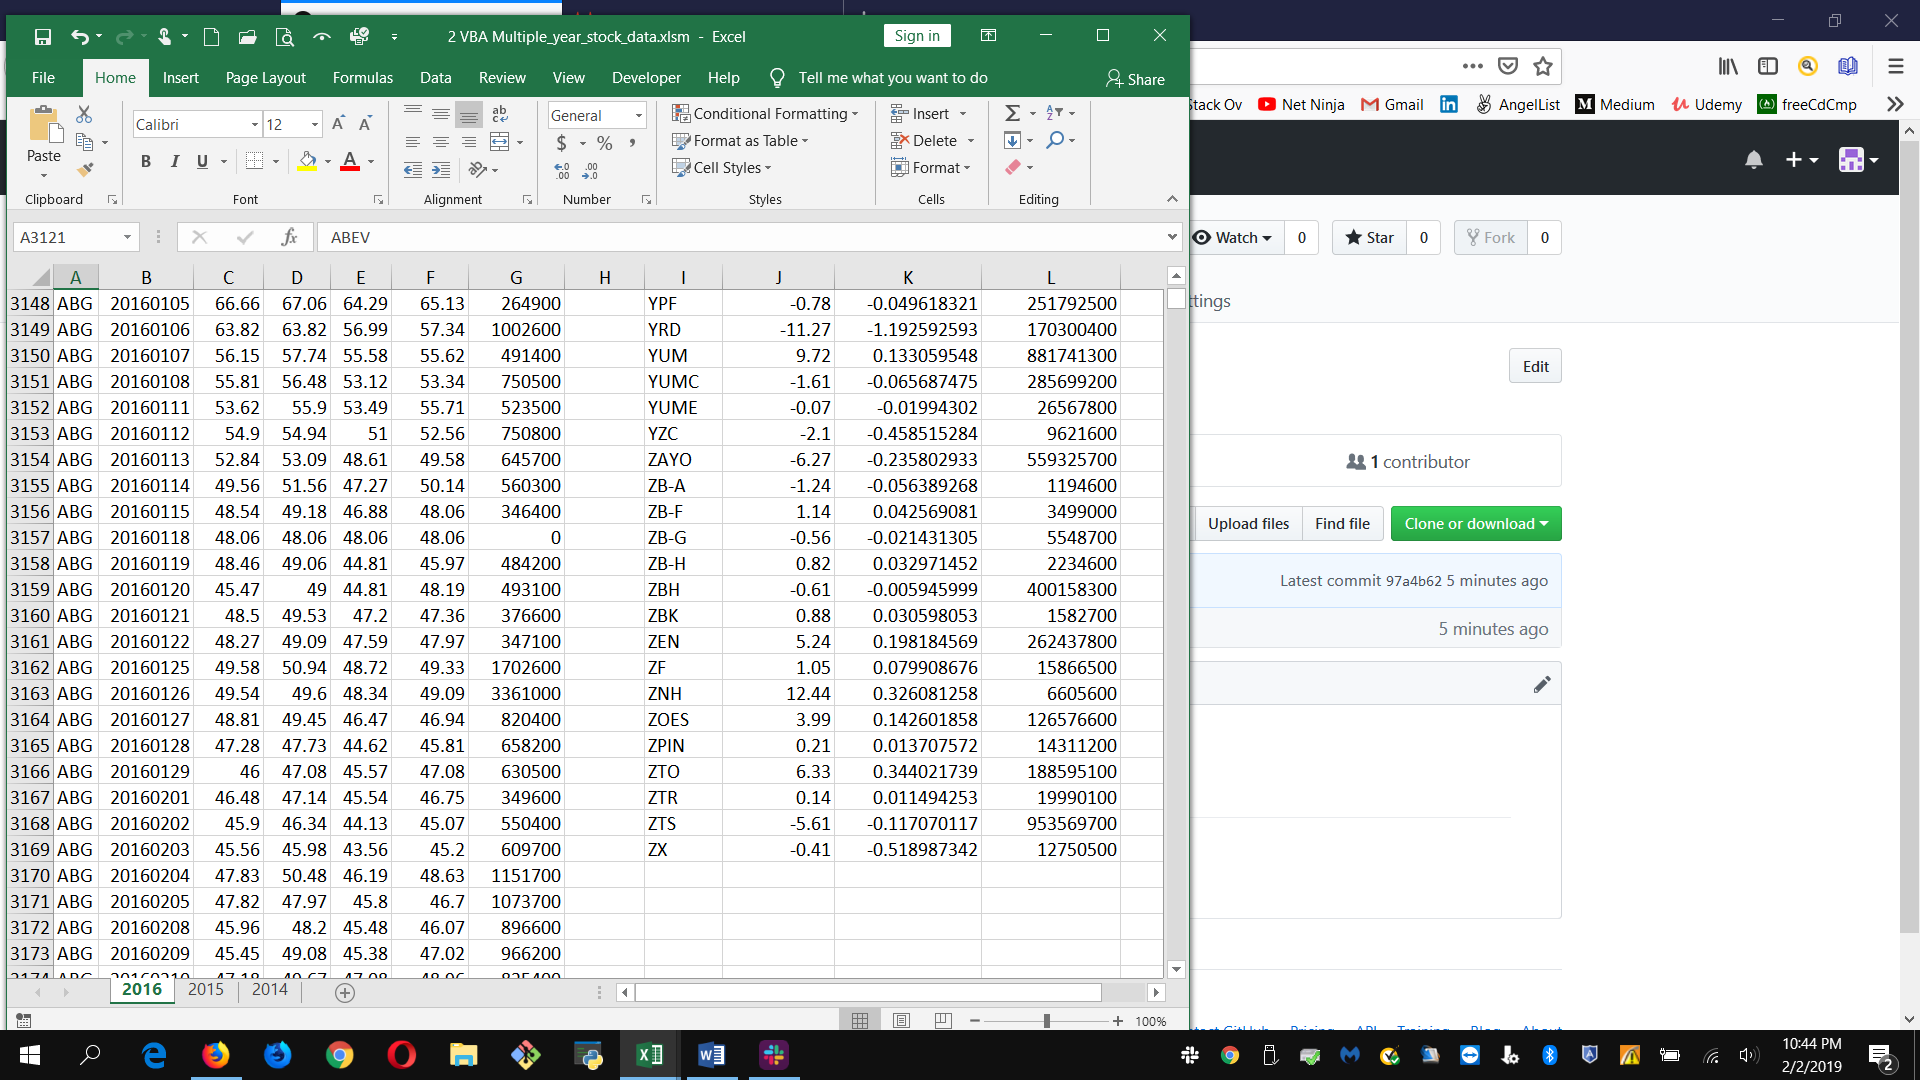 2 VBA Multiple_year_stock_data.xlsm - Excel
Sign in
File Home Insert Page Layout Formulas Data Review View Developer Help Tell me what you want to do Share
Stack Ov Net Ninja Gmail AngelList Medium Udemy freeCdCmp
Calibri 12
General
Conditional Formatting
Format as Table
Cell Styles
Insert
Delete
Format
Paste
B I U
$ % ,
Clipboard Font Alignment Number Styles Cells Editing
A3121 fx ABEV
Watch 0 Star 0 Fork 0
A B C D E F G H I J K L
3148 ABG 20160105 66.66 67.06 64.29 65.13 264900 YPF -0.78 -0.049618321 251792500
3149 ABG 20160106 63.82 63.82 56.99 57.34 1002600 YRD -11.27 -1.192592593 170300400
3150 ABG 20160107 56.15 57.74 55.58 55.62 491400 YUM 9.72 0.133059548 881741300
3151 ABG 20160108 55.81 56.48 53.12 53.34 750500 YUMC -1.61 -0.065687475 285699200
3152 ABG 20160111 53.62 55.9 53.49 55.71 523500 YUME -0.07 -0.01994302 26567800
3153 ABG 20160112 54.9 54.94 51 52.56 750800 YZC -2.1 -0.458515284 9621600
3154 ABG 20160113 52.84 53.09 48.61 49.58 645700 ZAYO -6.27 -0.235802933 559325700
3155 ABG 20160114 49.56 51.56 47.27 50.14 560300 ZB-A -1.24 -0.056389268 1194600
3156 ABG 20160115 48.54 49.18 46.88 48.06 346400 ZB-F 1.14 0.042569081 3499000
3157 ABG 20160118 48.06 48.06 48.06 48.06 0 ZB-G -0.56 -0.021431305 5548700
3158 ABG 20160119 48.46 49.06 44.81 45.97 484200 ZB-H 0.82 0.032971452 2234600
3159 ABG 20160120 45.47 49 44.81 48.19 493100 ZBH -0.61 -0.005945999 400158300
3160 ABG 20160121 48.5 49.53 47.2 47.36 376600 ZBK 0.88 0.030598053 1582700
3161 ABG 20160122 48.27 49.09 47.59 47.97 347100 ZEN 5.24 0.198184569 262437800
3162 ABG 20160125 49.58 50.94 48.72 49.33 1702600 ZF 1.05 0.079908676 15866500
3163 ABG 20160126 49.54 49.6 48.34 49.09 3361000 ZNH 12.44 0.326081258 6605600
3164 ABG 20160127 48.81 49.45 46.47 46.94 820400 ZOES 3.99 0.142601858 126576600
3165 ABG 20160128 47.28 47.73 44.62 45.81 658200 ZPIN 0.21 0.013707572 14311200
3166 ABG 20160129 46 47.08 45.57 47.08 630500 ZTO 6.33 0.344021739 188595100
3167 ABG 20160201 46.48 47.14 45.54 46.75 349600 ZTR 0.14 0.011494253 19990100
3168 ABG 20160202 45.9 46.34 44.13 45.07 550400 ZTS -5.61 -0.117070117 953569700
3169 ABG 20160203 45.56 45.98 43.56 45.2 609700 ZX -0.41 -0.518987342 12750500
3170 ABG 20160204 47.83 50.48 46.19 48.63 1151700
3171 ABG 20160205 47.82 47.97 45.8 46.7 1073700
3172 ABG 20160208 45.96 48.2 45.48 46.07 896600
3173 ABG 20160209 45.45 49.08 45.38 47.02 966200
ttings
Edit
1 contributor
Upload files Find file Clone or download
Latest commit 97a4b62 5 minutes ago
5 minutes ago
2016 2015 2014
100%
10:44 PM
2/2/2019
2